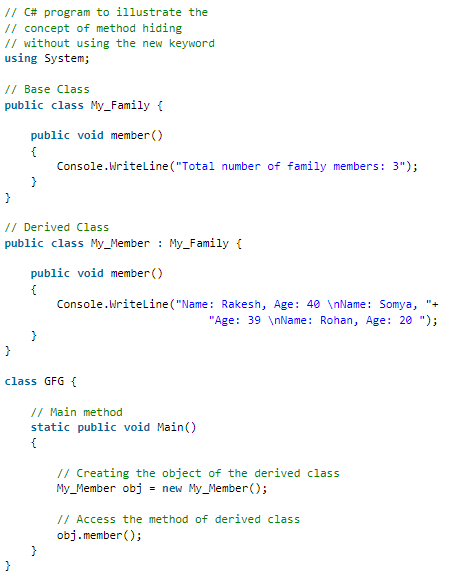 // C# program to illustrate the
// concept of method hiding
// without using the new keyword
using System;
// Base Class
public class My_Family {
public void member()
{
Console.WriteLine("Total number of family members: 3");
}
}
// Derived Class
public class My_Member : My_Family {
public void member()
{
Console.WriteLine("Name: Rakesh, Age: 40 \nName: Somya, "+
"Age: 39 \nName: Rohan, Age: 20 ");
}
}
class GFG {
// Main method
static public void Main()
{
// Creating the object of the derived class
My_Member obj = new My_Member();
// Access the method of derived class
obj.member();
}
}